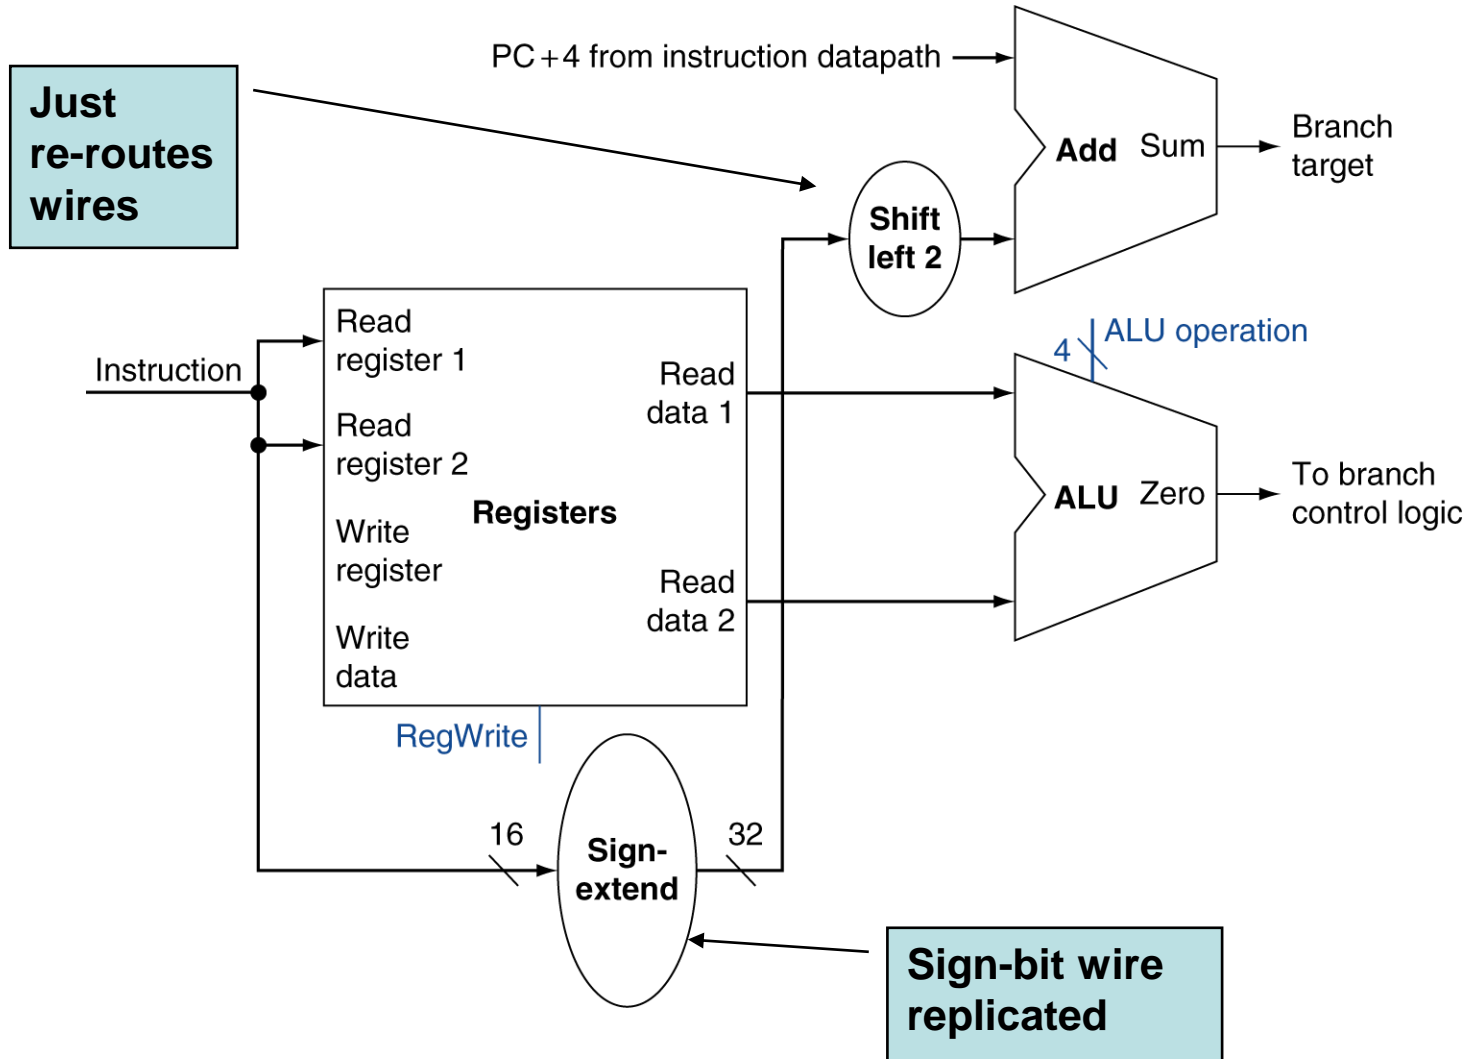 PC+4 from instruction datapath
Just
re-routes
wires
Add Sum
Branch
target
Shift
left 2
ALU operation
4
Instruction
Read
register 1
Read
data 1
Read
register 2
Registers
ALU Zero
To branch
control logic
Write
register
Read
data 2
Write
data
RegWrite
16
32
Sign-
extend
Sign-bit wire
replicated